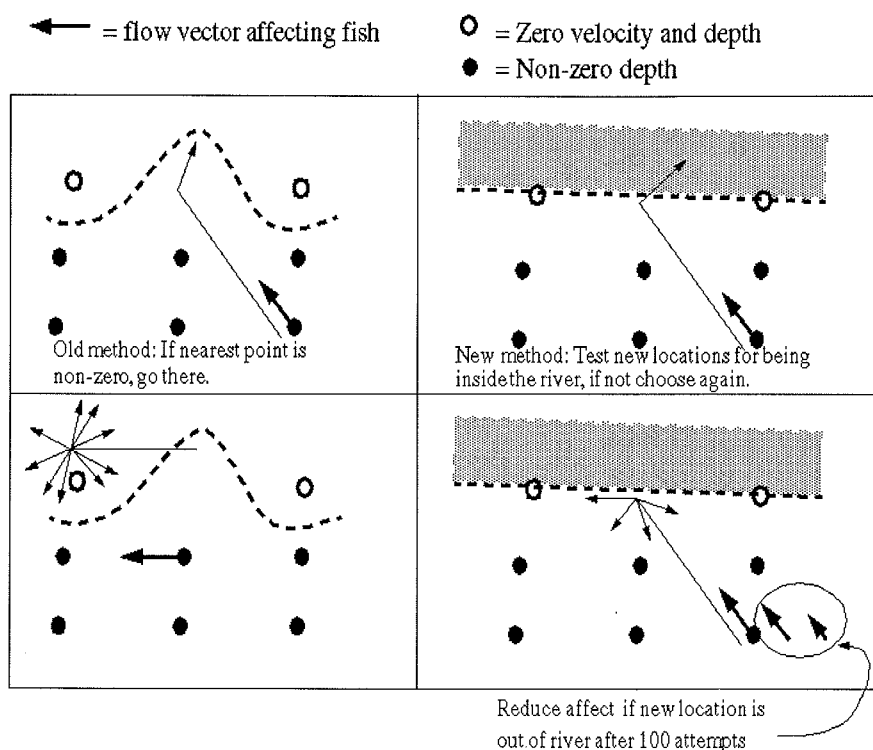 = flow vector affecting fish
= Zero velocity and depth
= Non-zero depth
Old method: If nearest point is
non-zero, go there.
New method: Test new locations for being
inside the river, if not choose again.
Reduce affect if new location is
out of river after 100 attempts